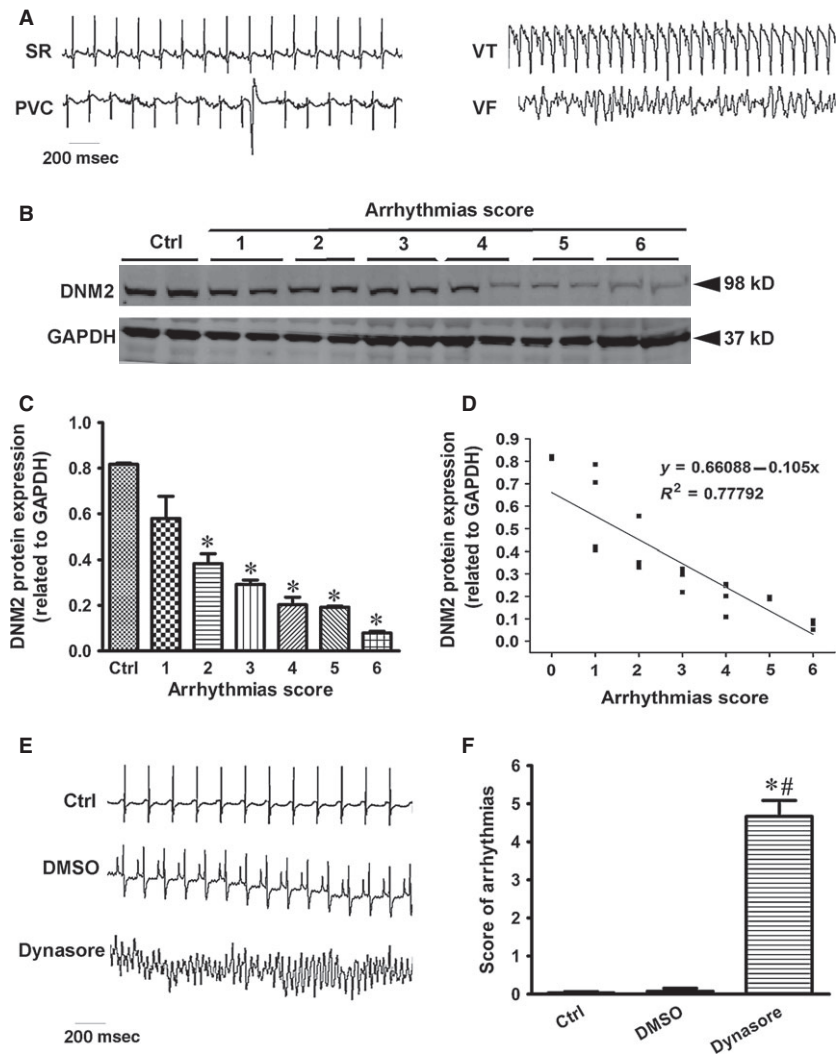 A
SR
PVC
200 msec
VT
VF
B
Arrhythmias score
Ctrl 1 2 3 4 5 6
DNM2
98 kD
GAPDH
37 kD
C
DNM2 protein expression
(related to GAPDH)
1.0
0.8
0.6
0.4
0.2
0.0
* * * * *
Ctrl 1 2 3 4 5 6
Arrhythmias score
D
DNM2 protein expression
(related to GAPDH)
0.9
0.8
0.7
0.6
0.5
0.4
0.3
0.2
0.1
0.0
y = 0.66088−0.105x
R² = 0.77792
0 1 2 3 4 5 6
Arrhythmias score
E
Ctrl
DMSO
Dynasore
200 msec
F
Score of arrhythmias
6
5
4
3
2
1
0
*#
Ctrl
DMSO
Dynasore